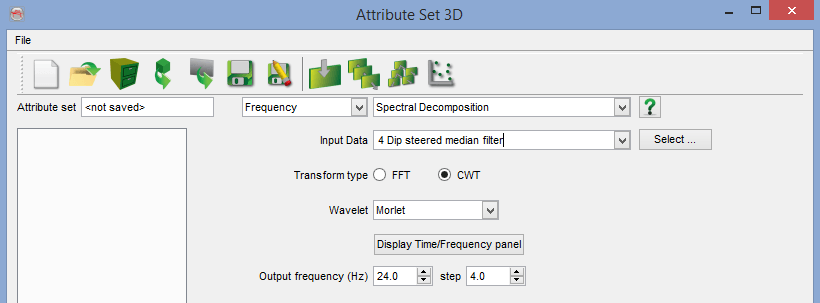 Attribute Set 3D
File
Attribute set <not saved> Frequency Spectral Decomposition ?
Input Data 4 Dip steered median filter Select ...
Transform type FFT CWT
Wavelet Morlet
Display Time/Frequency panel
Output frequency (Hz) 24.0 step 4.0